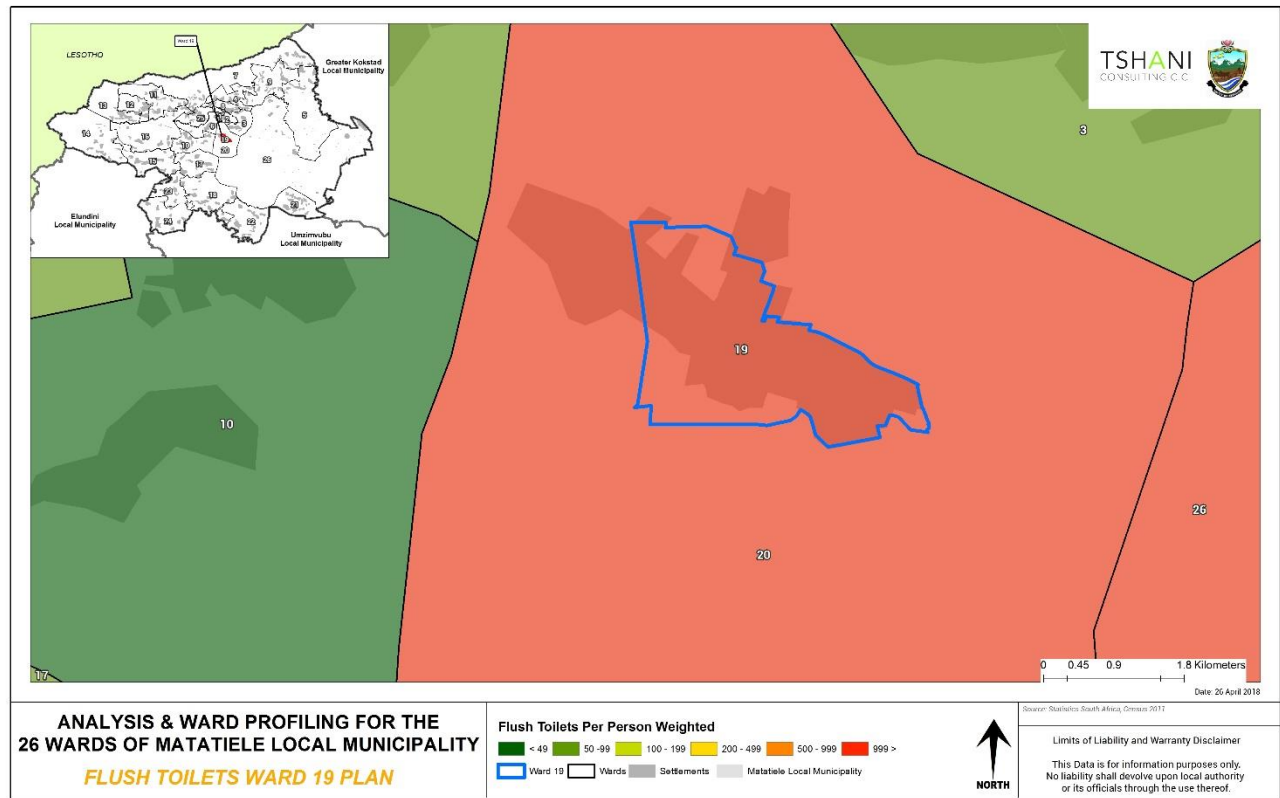 LESOTHO
Ward 19
Greater Kokstad
Local Municipality
Elundini
Local Municipality
Umzimvubu
Local Municipality
TSHANI
CONSULTING C.C
3
10
19
20
26
17
0 0.45 0.9 1.8 Kilometers
Date: 26 April 2018
ANALYSIS & WARD PROFILING FOR THE
26 WARDS OF MATATIELE LOCAL MUNICIPALITY
FLUSH TOILETS WARD 19 PLAN
Flush Toilets Per Person Weighted
< 49 50 -99 100 - 199 200 - 499 500 - 999 999 >
Ward 19 Wards Settlements Matatiele Local Municipality
NORTH
Source: Statistics South Africa, Census 2011
Limits of Liability and Warranty Disclaimer
This Data is for information purposes only.
No liability shall devolve upon local authority
or its officials through the use thereof.